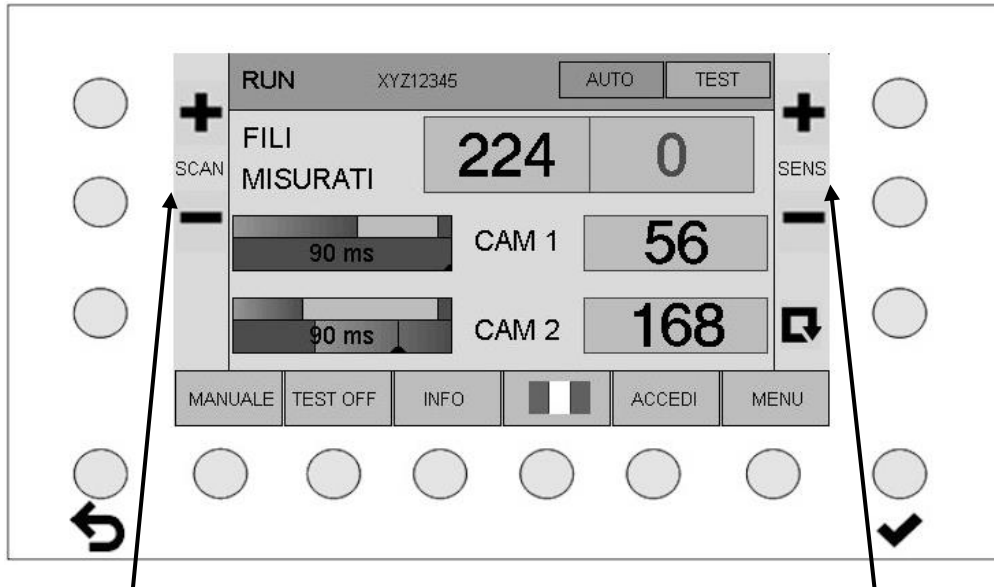 RUN XYZ12345 AUTO TEST
SCAN
FILI
MISURATI
224 0
SENS
90 ms CAM 1 56
90 ms CAM 2 168
MANUALE TEST OFF INFO ACCEDI MENU